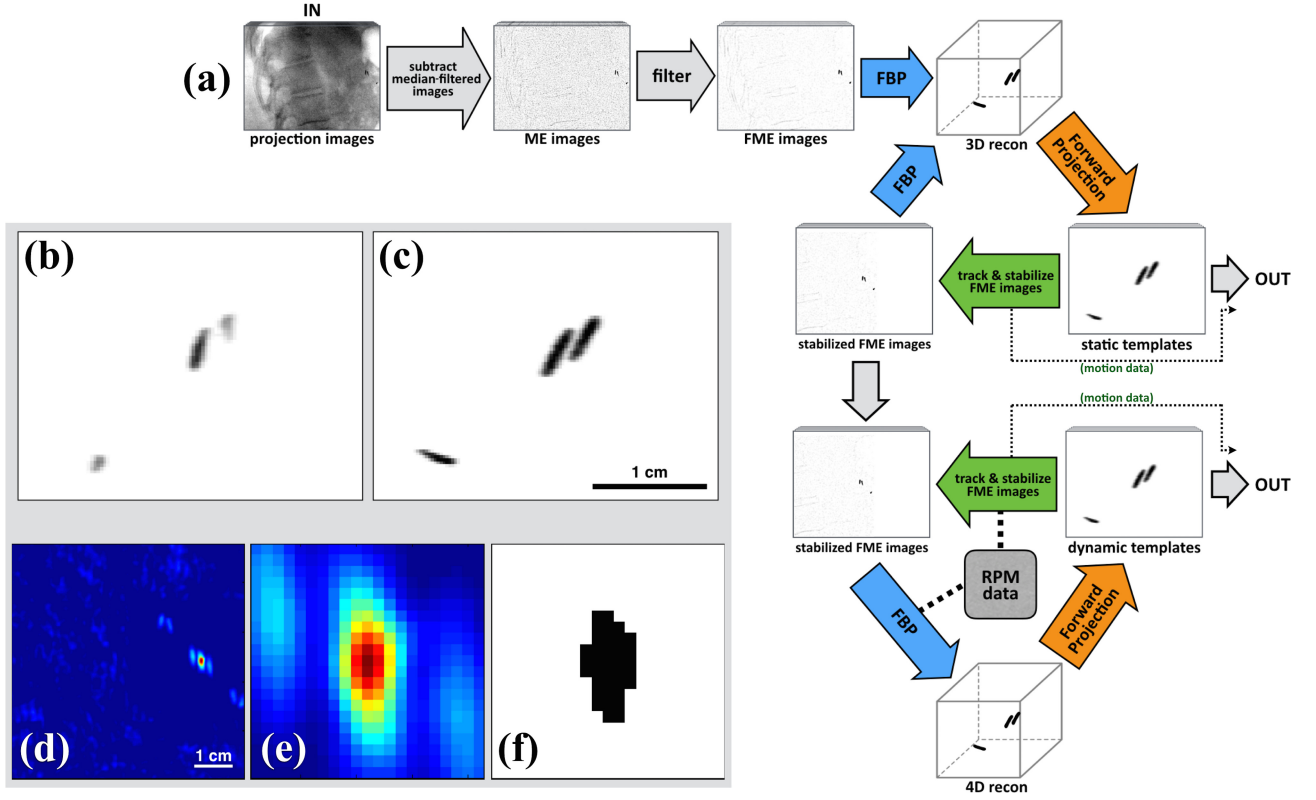 IN
(a)
subtract
median-filtered
images
filter
FBP
projection images
ME images
FME images
3D recon
FBP
Forward
Projection
(b)
(c)
track & stabilize
FME images
OUT
stabilized FME images
static templates
(motion data)
(motion data)
1 cm
track & stabilize
FME images
OUT
stabilized FME images
dynamic templates
RPM
data
FBP
Forward
Projection
(d)
1 cm
(e)
(f)
4D recon